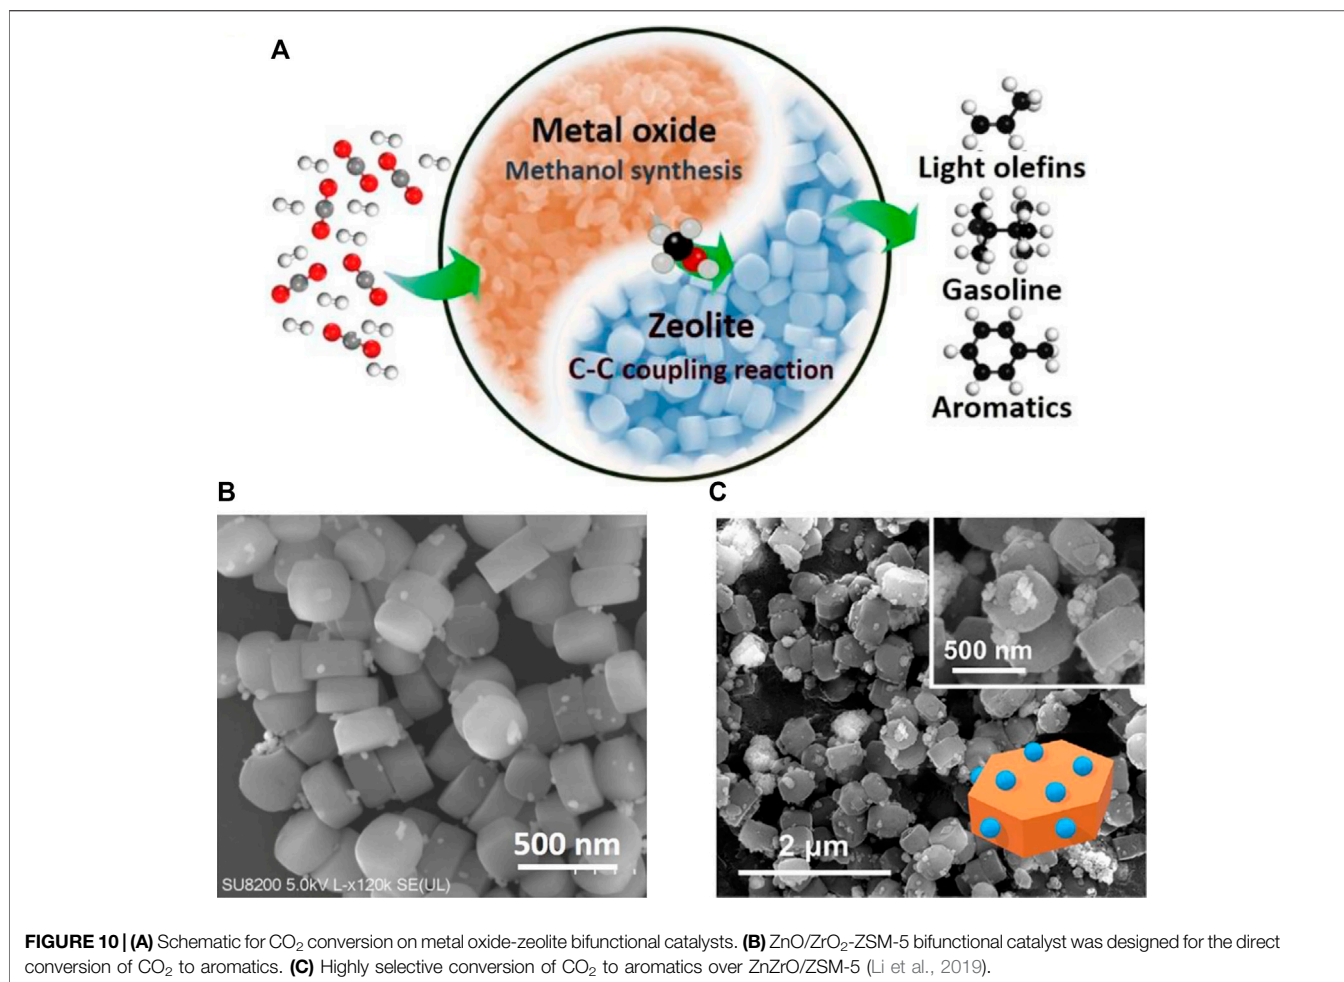 A
Metal oxide
Methanol synthesis
Zeolite
C-C coupling reaction
Light olefins
Gasoline
Aromatics
B
500 nm
SU8200 5.0kV L-x120k SE(UL)
C
500 nm
2 μm
FIGURE 10 | (A) Schematic for CO₂ conversion on metal oxide-zeolite bifunctional catalysts. (B) ZnO/ZrO₂-ZSM-5 bifunctional catalyst was designed for the direct
conversion of CO₂ to aromatics. (C) Highly selective conversion of CO₂ to aromatics over ZnZrO/ZSM-5 (Li et al., 2019).